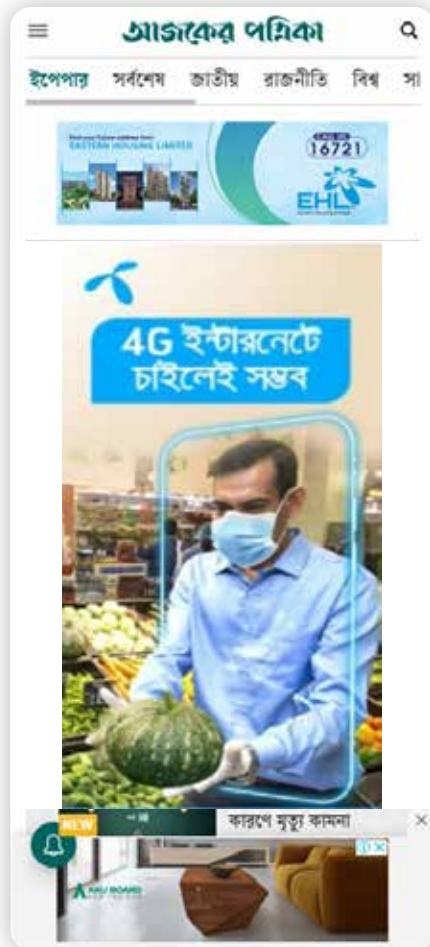 আজকের পত্রিকা
ইপেপার সর্বশেষ জাতীয় রাজনীতি বিশ্ব সা
EASTERN HOUSING LIMITED
16721
EHL
4G ইন্টারনেটে
চাইলেই সম্ভব
NEW
কারণে মৃত্যু কামনা